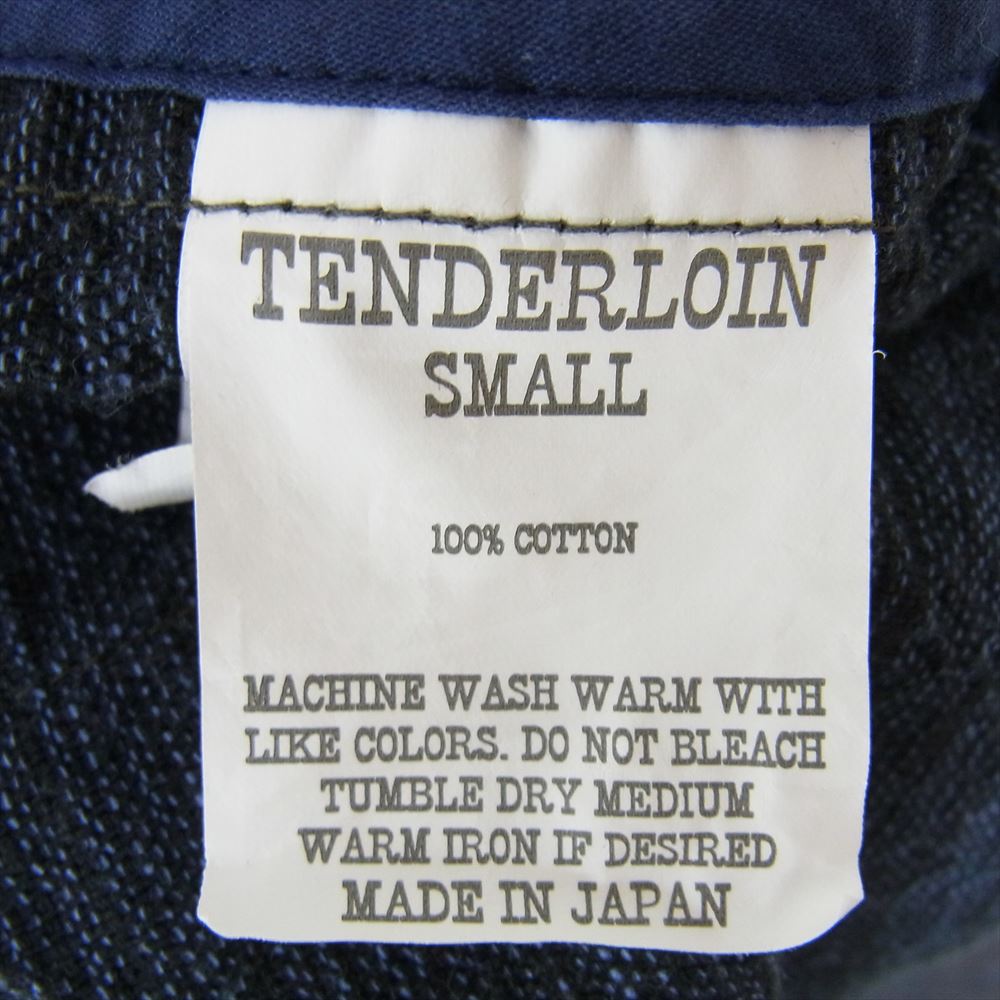 TENDERLOIN
SMALL
100% COTTON
MACHINE WASH WARM WITH
LIKE COLORS. DO NOT BLEACH
TUMBLE DRY MEDIUM
WARM IRON IF DESIRED
MADE IN JAPAN